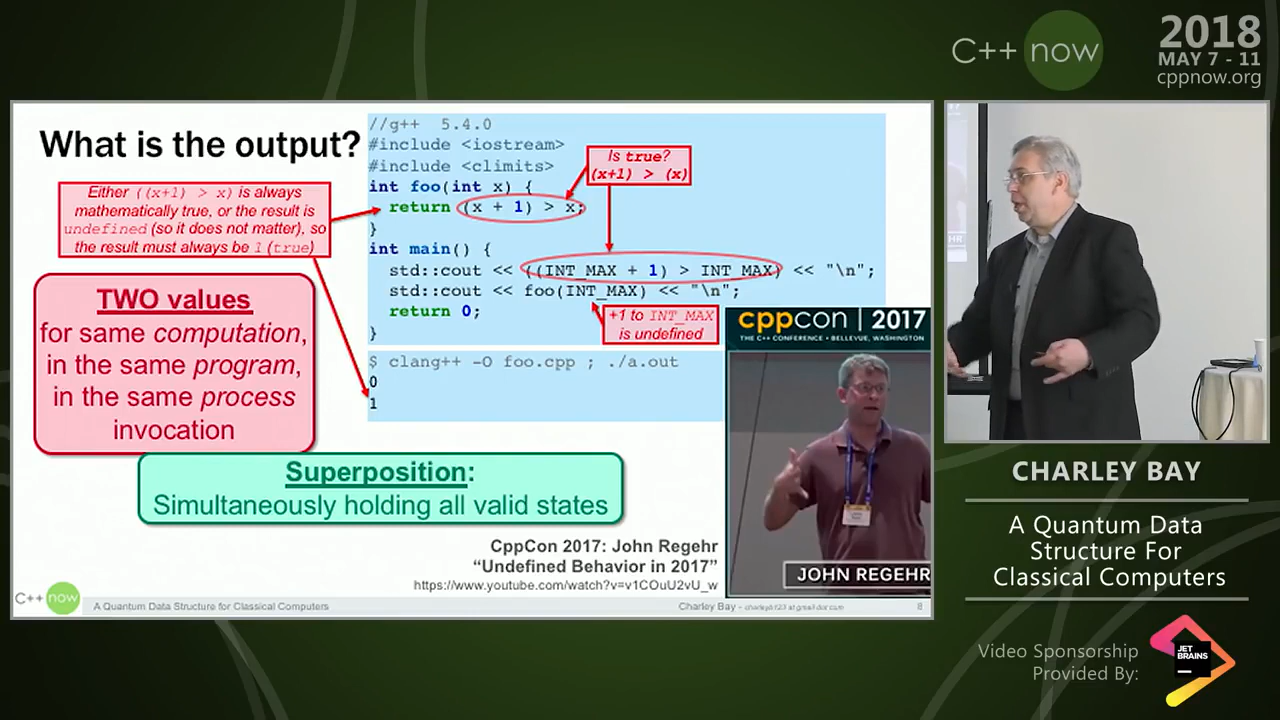 C++ now
2018
MAY 7 - 11
cppnow.org
What is the output?
//g++ 5.4.0
#include <iostream>
#include <climits>
int foo(int x) {
return (x + 1) > x;
}
int main() {
std::cout << ((INT_MAX + 1) > INT_MAX) << "\n";
std::cout << foo(INT_MAX) << "\n";
return 0;
}
Is true?
(x+1) > (x)
+1 to INT_MAX
is undefined
Either ((x+1) > x) is always
mathematically true, or the result is
undefined (so it does not matter), so
the result must always be 1 (true)
$ clang++ -O foo.cpp ; ./a.out
0
1
TWO values
for same computation,
in the same program,
in the same process
invocation
Superposition:
Simultaneously holding all valid states
cppcon | 2017
THE C++ CONFERENCE • BELLEVUE, WASHINGTON
JOHN REGEHR
CppCon 2017: John Regehr
“Undefined Behavior in 2017”
https://www.youtube.com/watch?v=v1COuU2vU_w
C++ now
A Quantum Data Structure for Classical Computers
Charley Bay – charleyb123 at gmail dot com
8
CHARLEY BAY
A Quantum Data
Structure For
Classical Computers
Video Sponsorship
Provided By:
JET
BRAINS